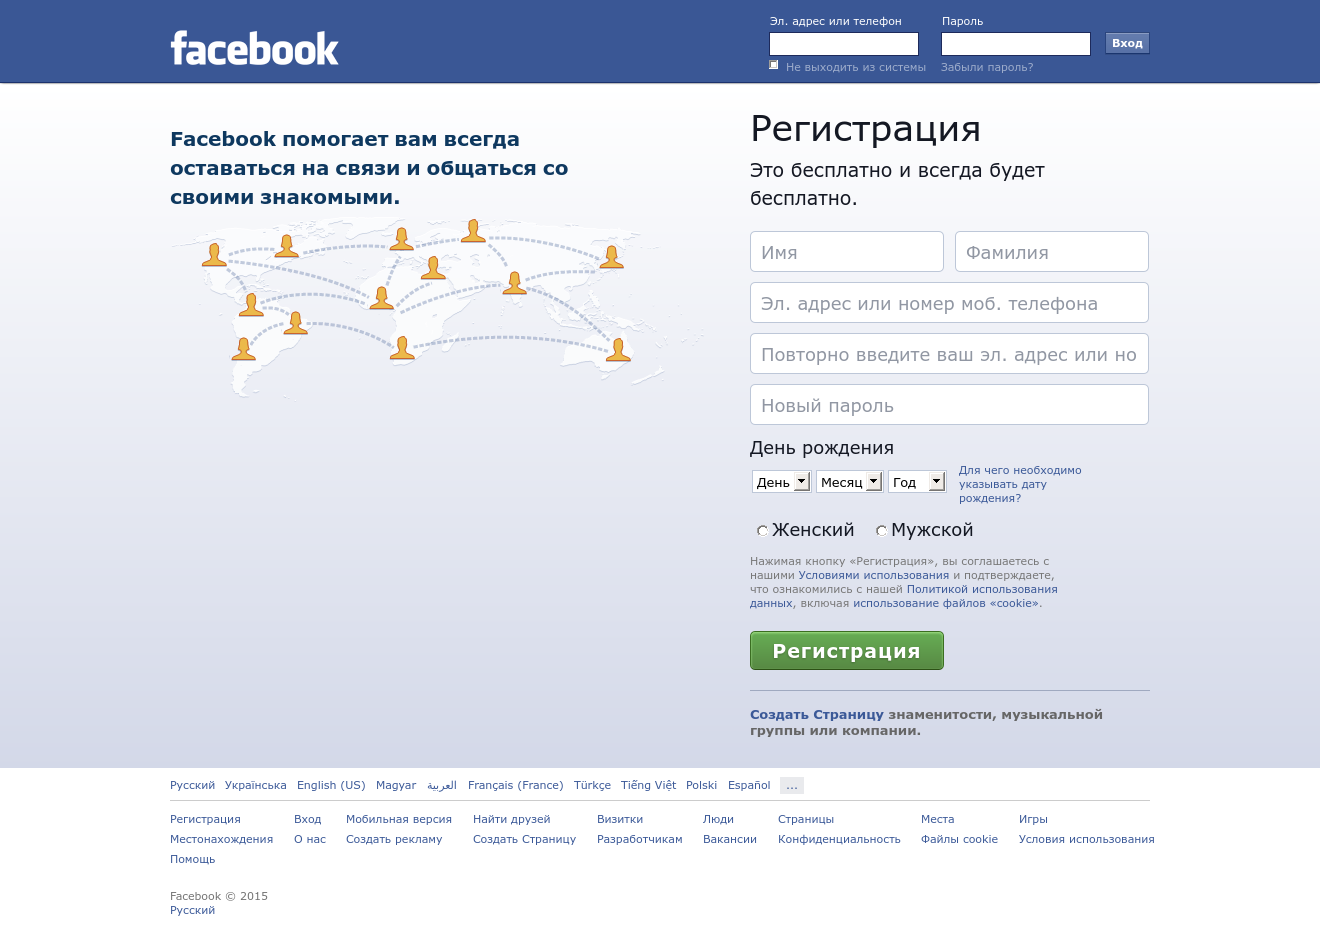 facebook
Эл. адрес или телефон
Пароль
Вход
Не выходить из системы
Забыли пароль?
Facebook помогает вам всегда
оставаться на связи и общаться со
своими знакомыми.
Регистрация
Это бесплатно и всегда будет
бесплатно.
Имя
Фамилия
Эл. адрес или номер моб. телефона
Повторно введите ваш эл. адрес или но
Новый пароль
День рождения
День
Месяц
Год
Для чего необходимо
указывать дату
рождения?
Женский
Мужской
Нажимая кнопку «Регистрация», вы соглашаетесь с
нашими Условиями использования и подтверждаете,
что ознакомились с нашей Политикой использования
данных, включая использование файлов «cookie».
Регистрация
Создать Страницу знаменитости, музыкальной
группы или компании.
Русский Українська English (US) Magyar العربية Français (France) Türkçe Tiếng Việt Polski Español ...
Регистрация Вход Мобильная версия Найти друзей Визитки Люди Страницы Места Игры
Местонахождения О нас Создать рекламу Создать Страницу Разработчикам Вакансии Конфиденциальность Файлы cookie Условия использования
Помощь
Facebook © 2015
Русский